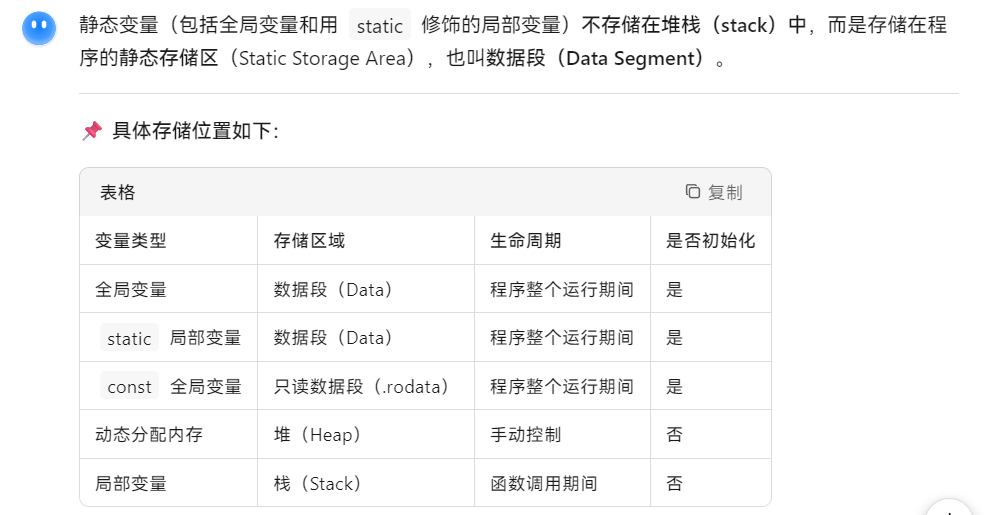 静态变量（包括全局变量和用 static 修饰的局部变量）不存储在堆栈（stack）中，而是存储在程
序的静态存储区（Static Storage Area），也叫数据段（Data Segment）。
📌 具体存储位置如下：
表格 复制
变量类型 存储区域 生命周期 是否初始化
全局变量 数据段（Data） 程序整个运行期间 是
static 局部变量 数据段（Data） 程序整个运行期间 是
const 全局变量 只读数据段（.rodata） 程序整个运行期间 是
动态分配内存 堆（Heap） 手动控制 否
局部变量 栈（Stack） 函数调用期间 否